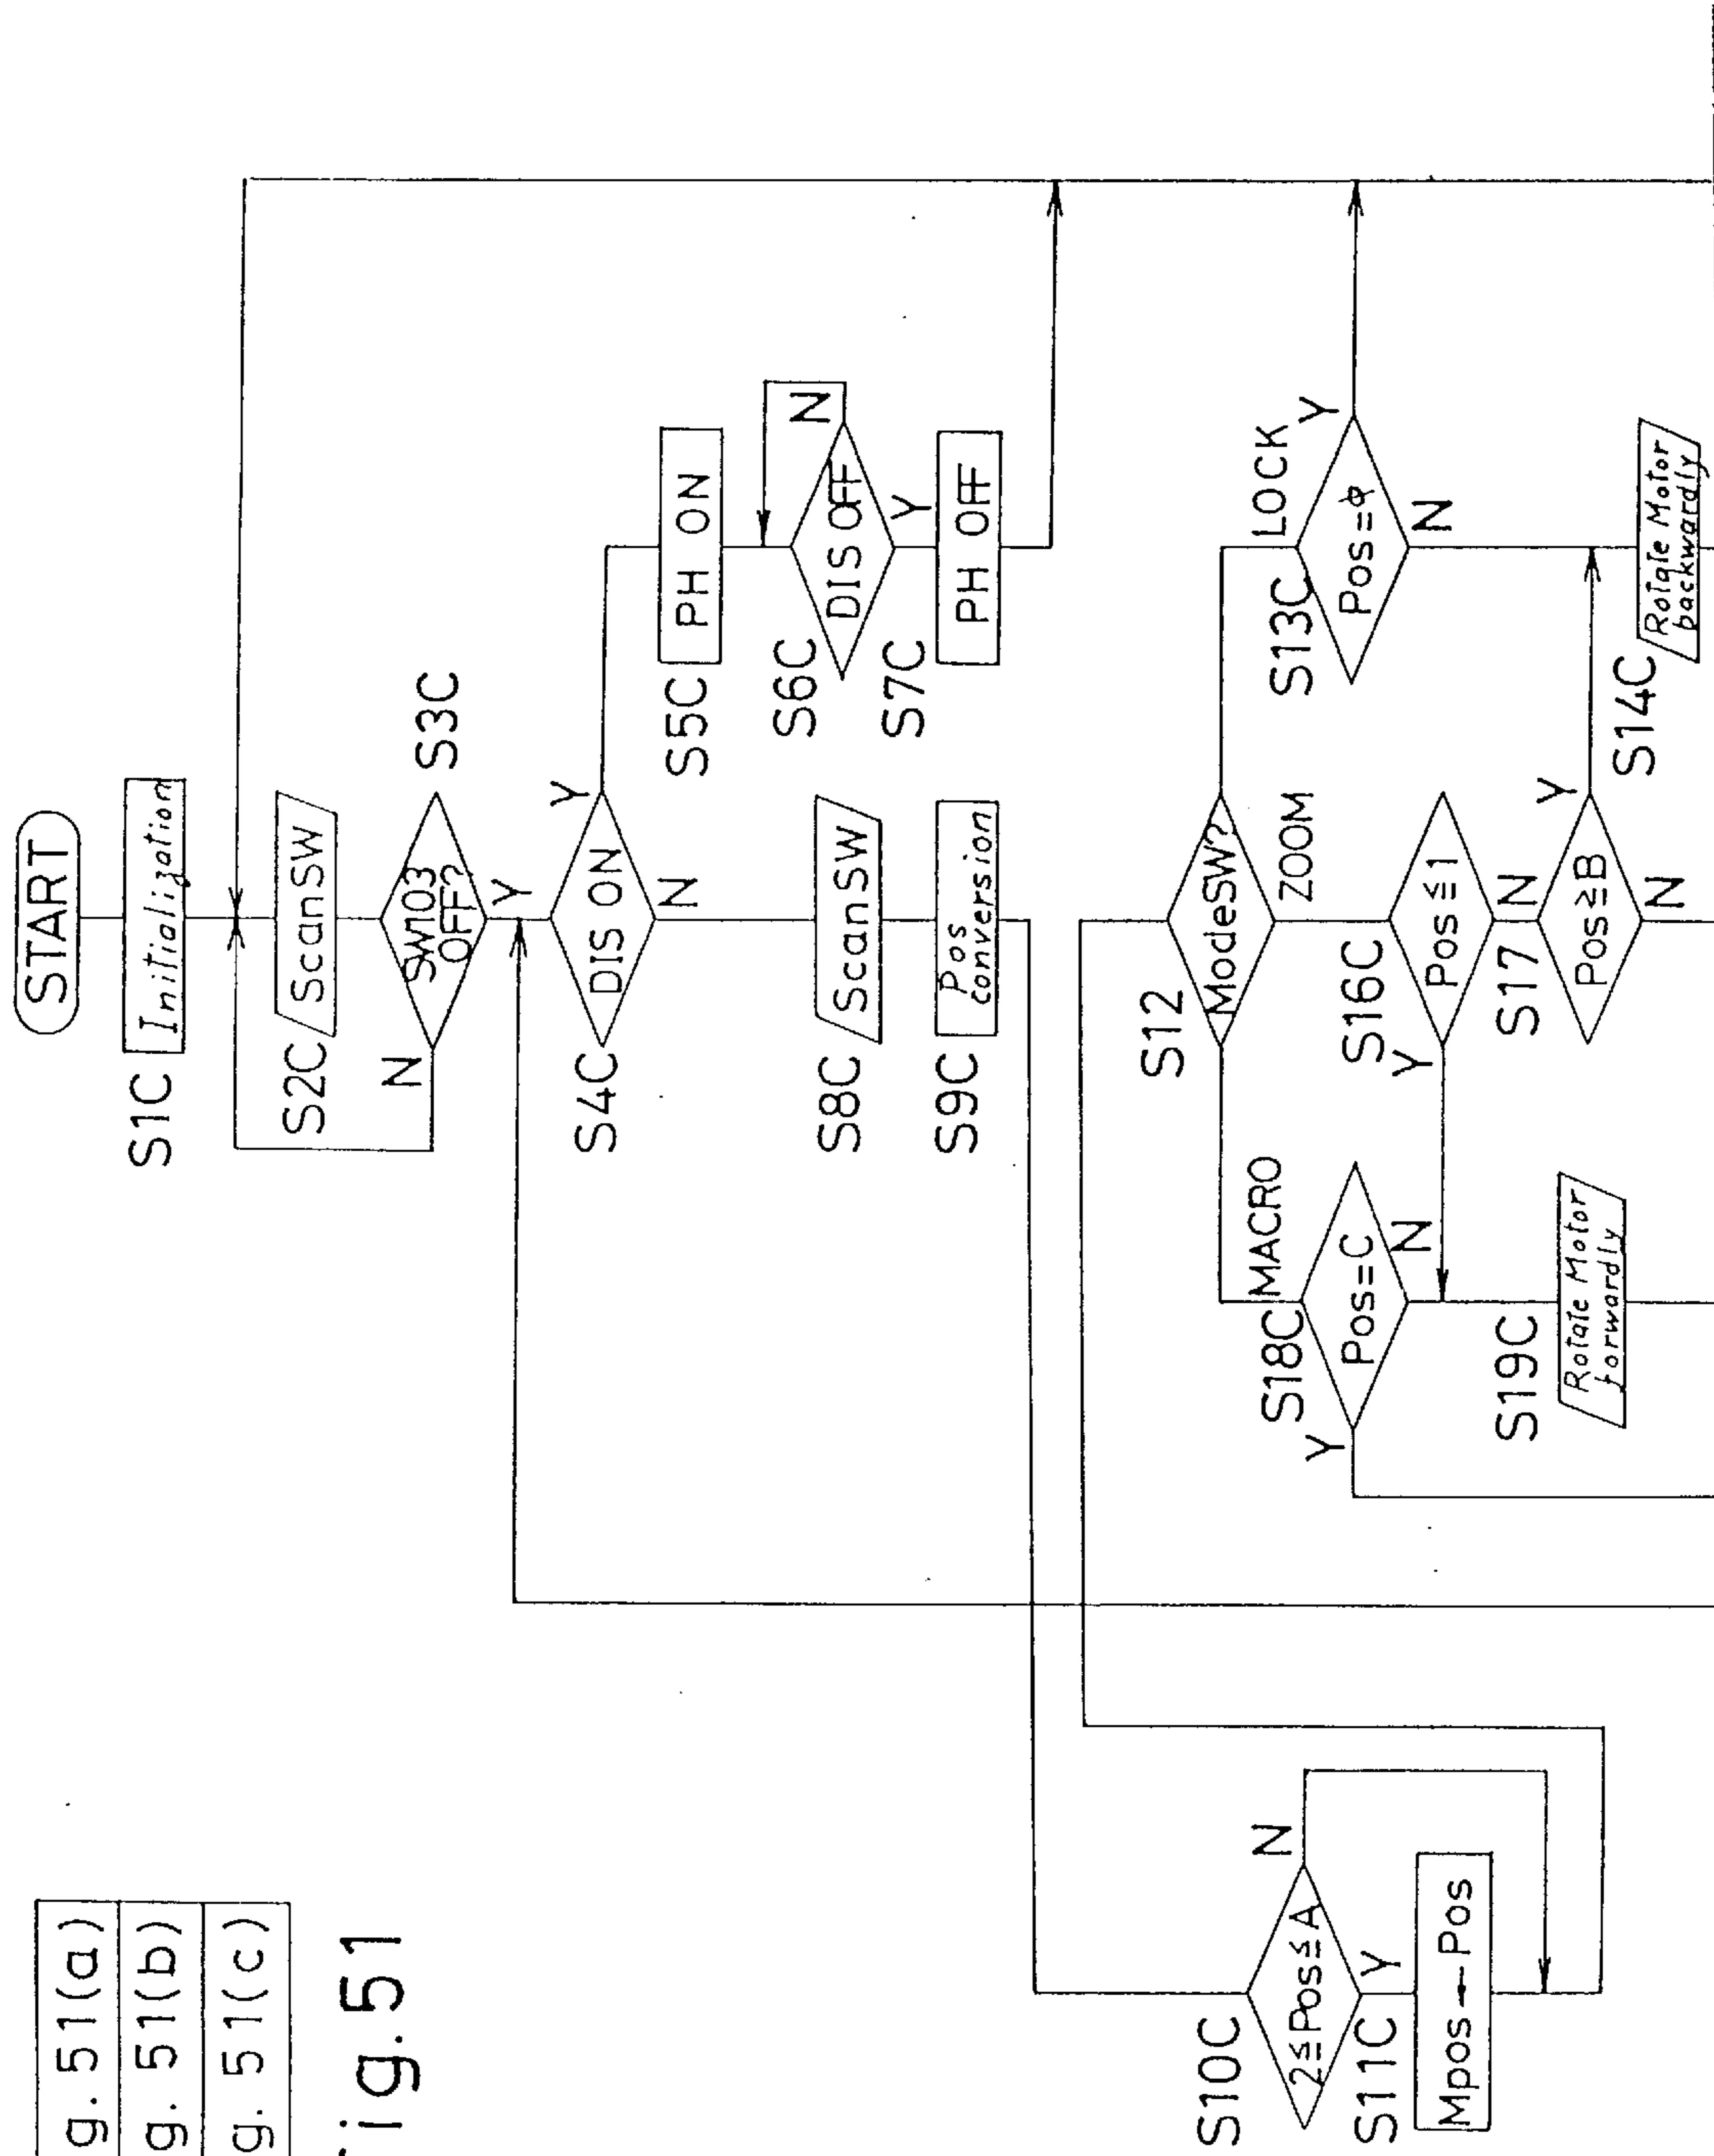 START
S1C
Initialization
S2C
ScanSW
SW103
OFF?
S3C
N
Y
S4C
DIS ON
Y
N
S5C
PH ON
S6C
DIS OFF
N
Y
S7C
PH OFF
S8C
ScanSW
S9C
Pos
conversion
S10C
2≦Pos≦A
N
Y
S11C
Mpos←Pos
S12
ModeSW?
MACRO
ZOOM
LOCK
S13C
Pos=φ
Y
N
S14C
Rotate Motor
backwardly
S16C
Pos≦1
Y
N
S17
Pos≧B
Y
N
S18C
Pos=C
Y
N
S19C
Rotate Motor
forwardly
g. 51(a)
g. 51(b)
g. 51(c)
Fig. 51